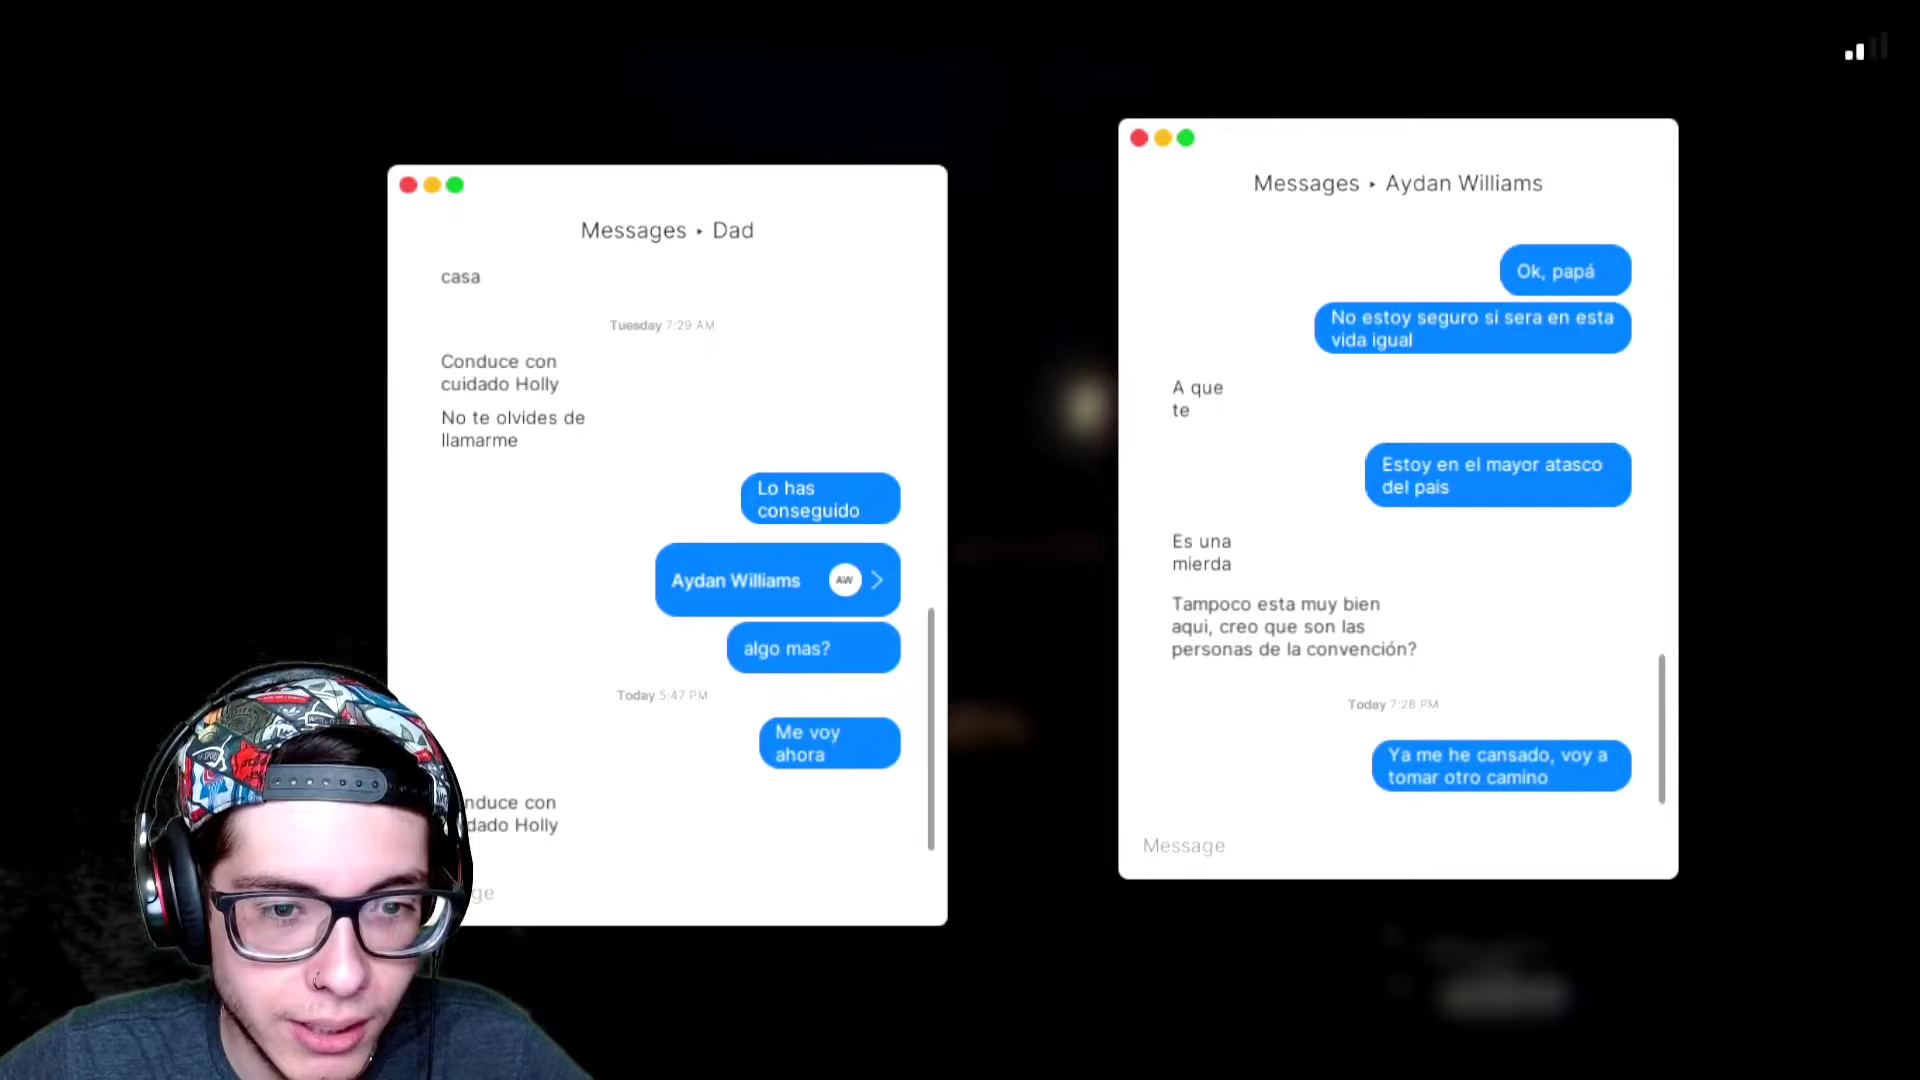 Messages ‣ Dad
casa
Tuesday 7:29 AM
Conduce con
cuidado Holly
No te olvides de
llamarme
Lo has
conseguido
Aydan Williams AW
algo mas?
Today 5:47 PM
Me voy
ahora
nduce con
dado Holly
ge
Messages ‣ Aydan Williams
Ok, papá
No estoy seguro si sera en esta
vida igual
A que
te
Estoy en el mayor atasco
del pais
Es una
mierda
Tampoco esta muy bien
aqui, creo que son las
personas de la convención?
Today 7:28 PM
Ya me he cansado, voy a
tomar otro camino
Message